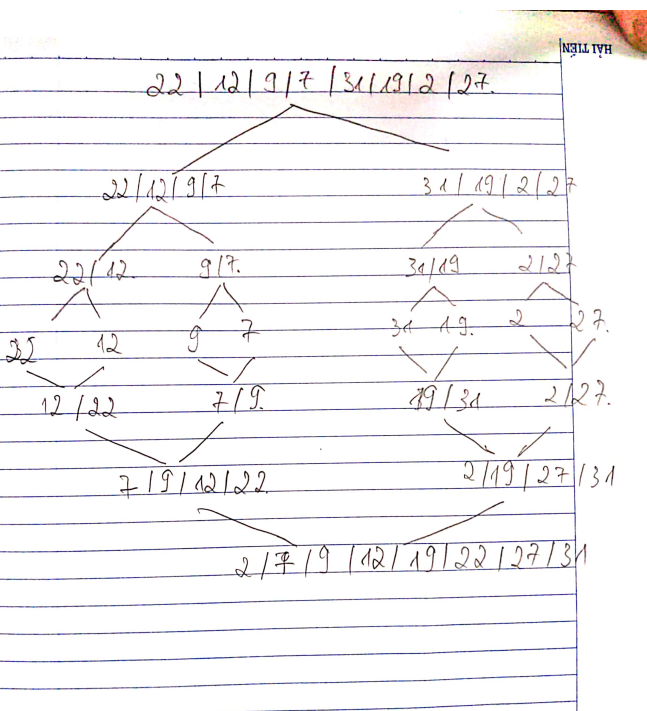 HẢI TIẾN
22 | 12 | 9 | 7 | 31 | 19 | 2 | 27.
22 | 12 | 9 | 7 31 | 19 | 2 | 27
22 | 12. 9 | 7. 31 | 19 2 | 27
22 12 9 7 31 19. 2 27.
12 | 22 7 | 9. 19 | 31 2 | 27.
7 | 9 | 12 | 22 2 | 19 | 27 | 31
2 | 7 | 9 | 12 | 19 | 22 | 27 | 31